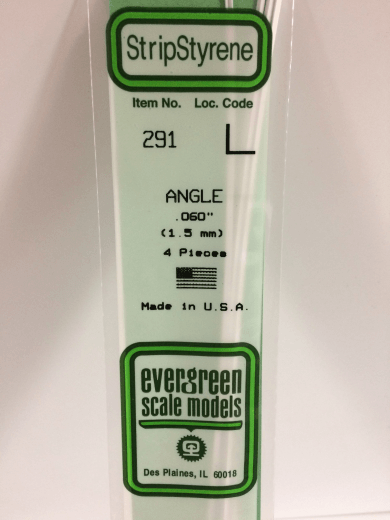 StripStyrene
Item No. Loc. Code
291 L
ANGLE
.060"
(1.5 mm)
4 Pieces
Made in U.S.A.
evergreen
scale models
Des Plaines, IL 60018